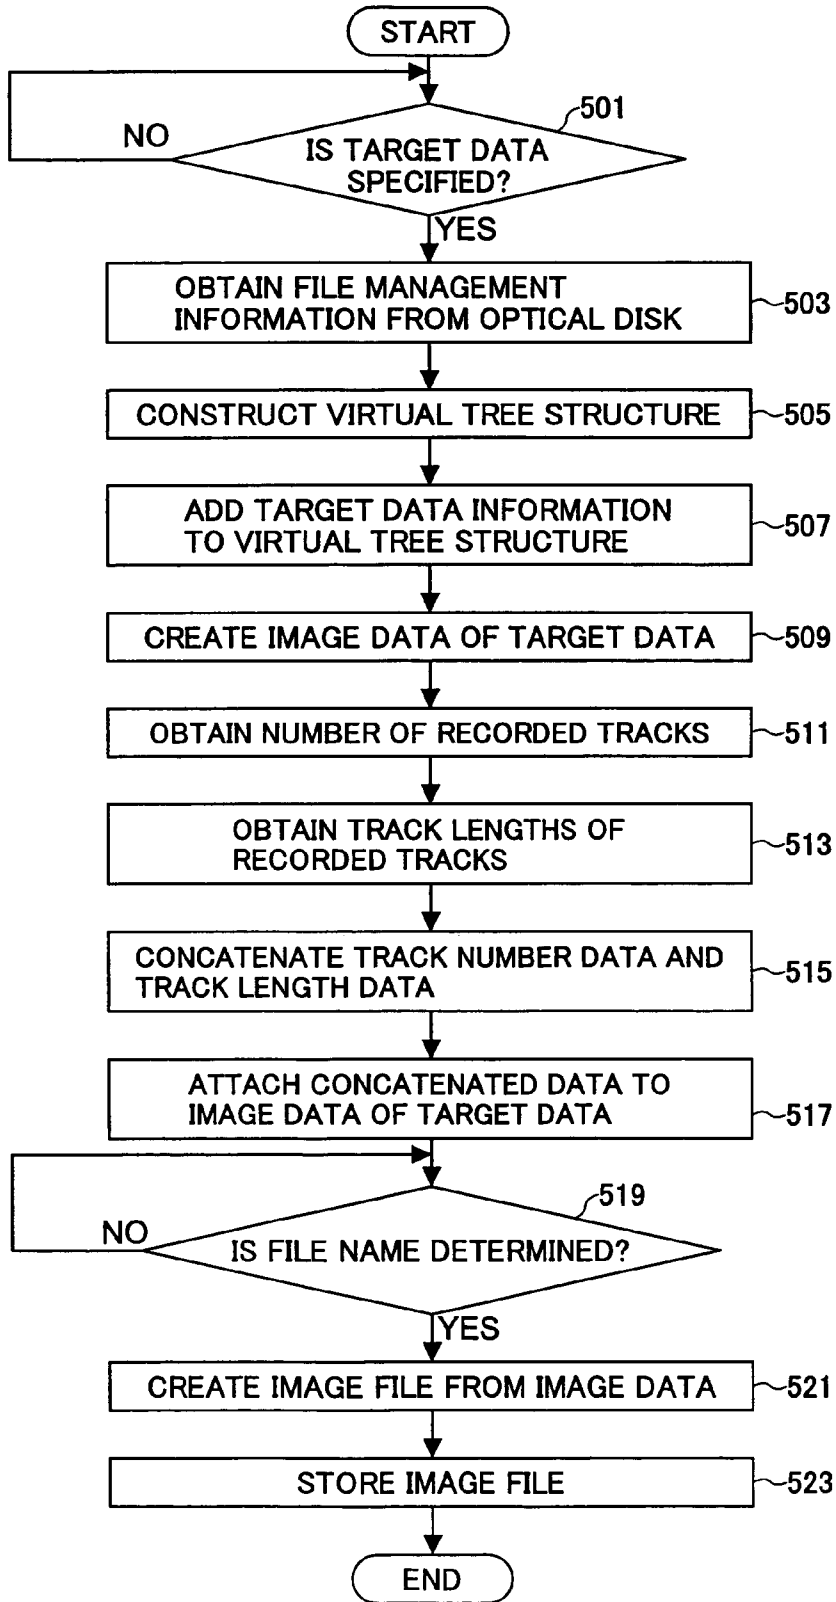 START
501
NO
IS TARGET DATA
SPECIFIED?
YES
OBTAIN FILE MANAGEMENT
INFORMATION FROM OPTICAL DISK
503
CONSTRUCT VIRTUAL TREE STRUCTURE
505
ADD TARGET DATA INFORMATION
TO VIRTUAL TREE STRUCTURE
507
CREATE IMAGE DATA OF TARGET DATA
509
OBTAIN NUMBER OF RECORDED TRACKS
511
OBTAIN TRACK LENGTHS OF
RECORDED TRACKS
513
CONCATENATE TRACK NUMBER DATA AND
TRACK LENGTH DATA
515
ATTACH CONCATENATED DATA TO
IMAGE DATA OF TARGET DATA
517
519
NO
IS FILE NAME DETERMINED?
YES
CREATE IMAGE FILE FROM IMAGE DATA
521
STORE IMAGE FILE
523
END